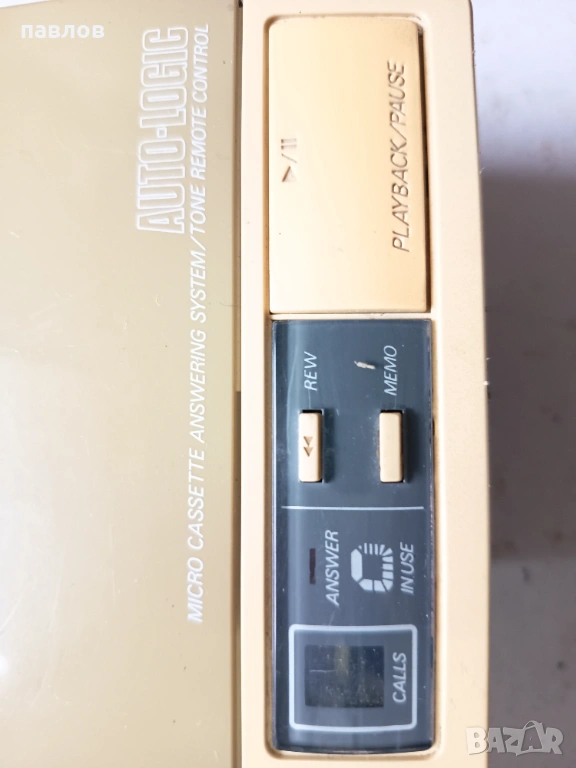 павлов
AUTO-LOGIC
MICRO CASSETTE ANSWERING SYSTEM/TONE REMOTE CONTROL
▷/II
PLAYBACK/PAUSE
REW
◀◀
MEMO
ANSWER
IN USE
CALLS
BAZAR